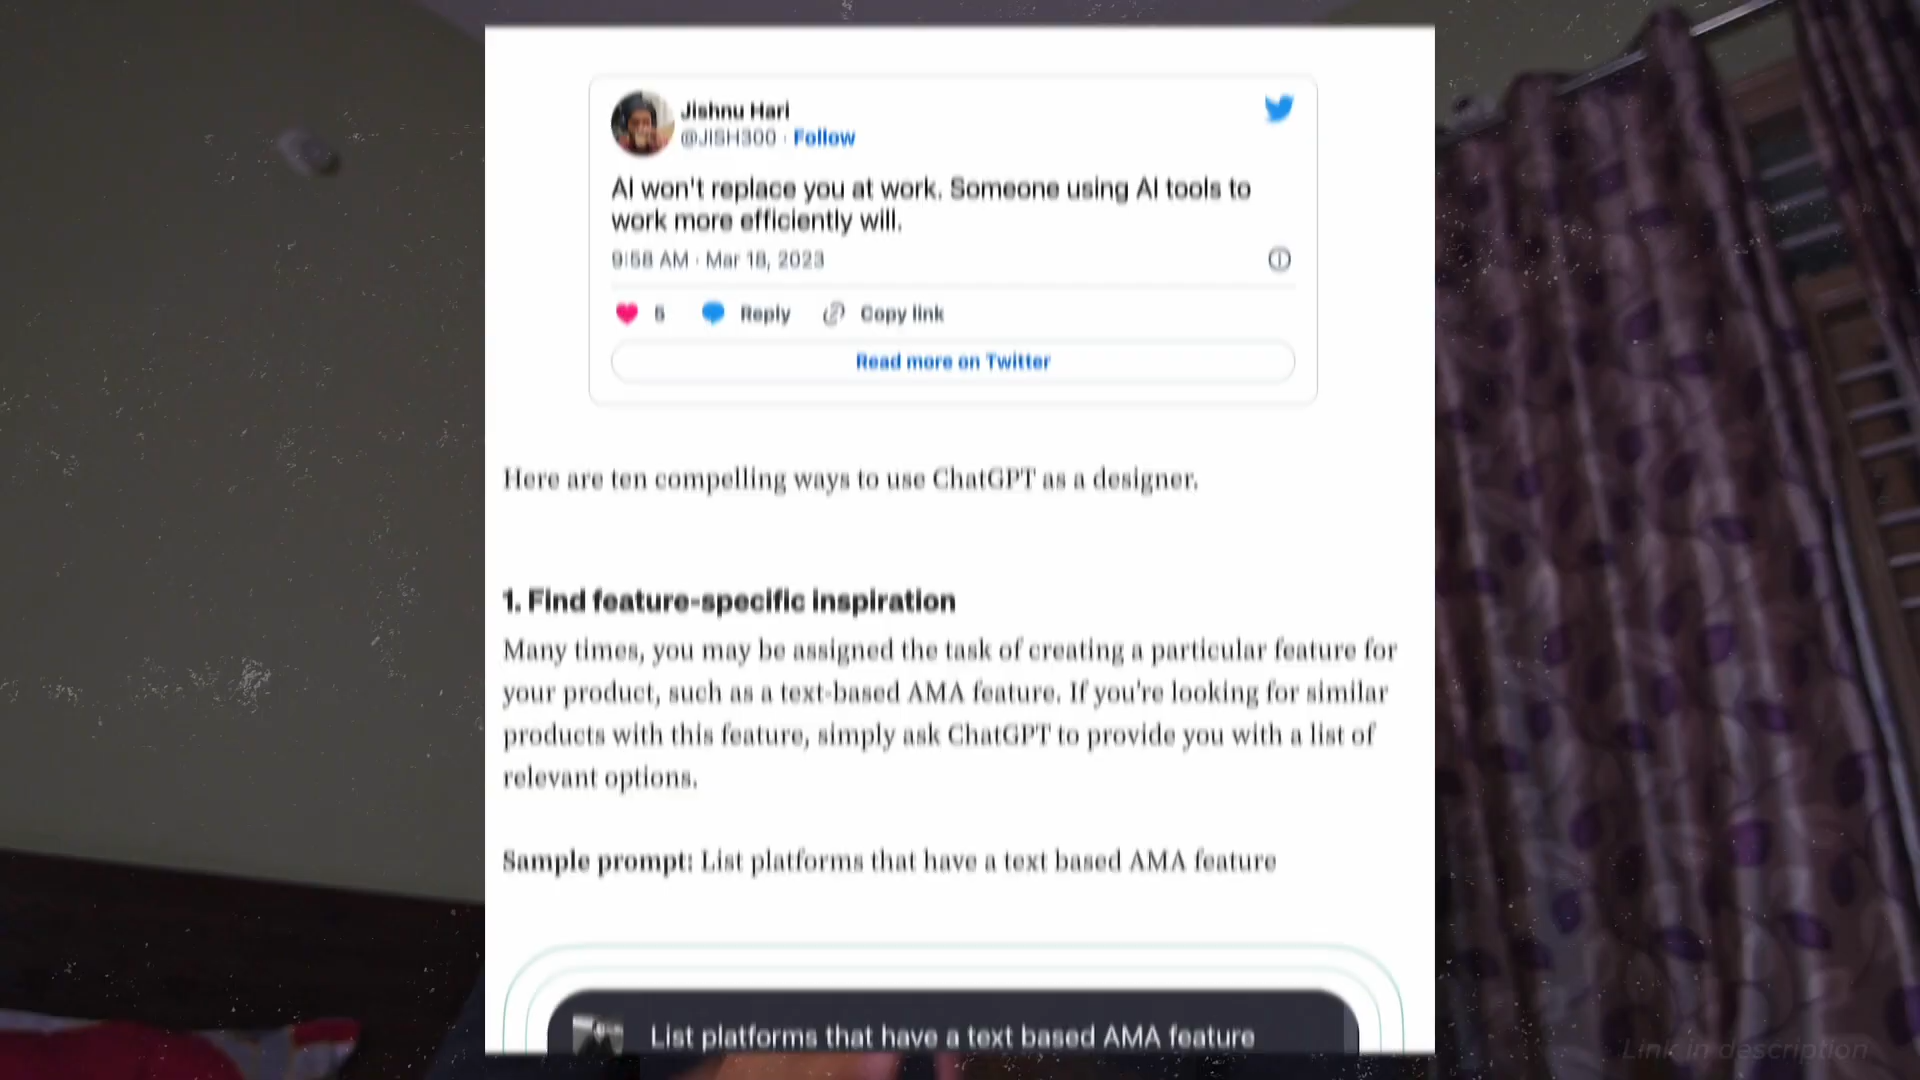 Jishnu Hari
@JISH300 · Follow
AI won't replace you at work. Someone using AI tools to
work more efficiently will.
9:58 AM · Mar 18, 2023
5 Reply Copy link
Read more on Twitter
Here are ten compelling ways to use ChatGPT as a designer.
1. Find feature-specific inspiration
Many times, you may be assigned the task of creating a particular feature for
your product, such as a text-based AMA feature. If you're looking for similar
products with this feature, simply ask ChatGPT to provide you with a list of
relevant options.
Sample prompt: List platforms that have a text based AMA feature
List platforms that have a text based AMA feature
Link in description